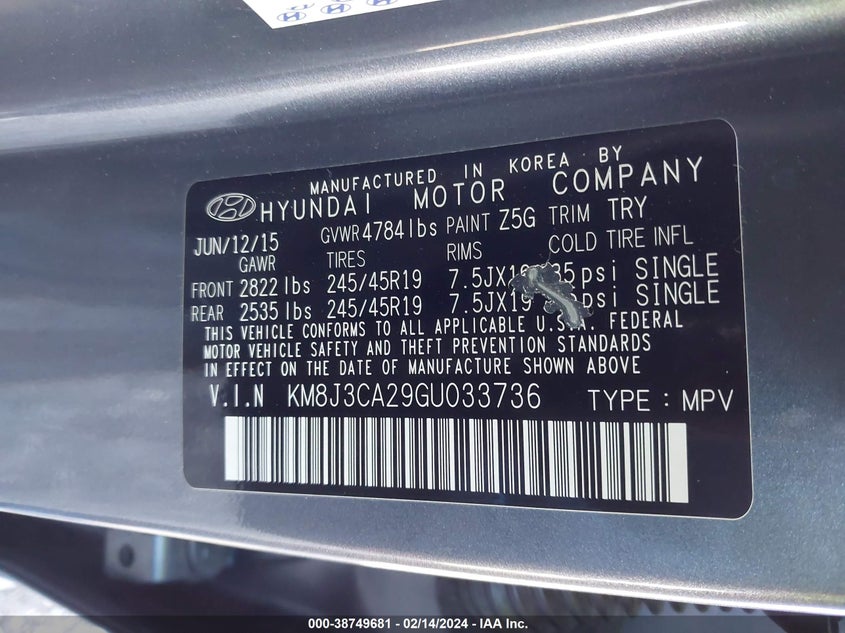 MANUFACTURED IN KOREA BY
HYUNDAI MOTOR COMPANY
JUN/12/15 GVWR 4784 lbs PAINT Z5G TRIM TRY
GAWR TIRES RIMS COLD TIRE INFL
FRONT 2822 lbs 245/45R19 psi SINGLE
REAR 2535 lbs 245/45R19 7.5JX19 psi SINGLE
THIS VEHICLE CONFORMS TO ALL APPLICABLE U.S.A. FEDERAL
MOTOR VEHICLE SAFETY AND THEFT PREVENTION STANDARDS
IN EFFECT ON THE DATE OF MANUFACTURE SHOWN ABOVE
V.I.N KM8J3CA29GU033736 TYPE : MPV
000-38749681 - 02/14/2024 - IAA Inc.